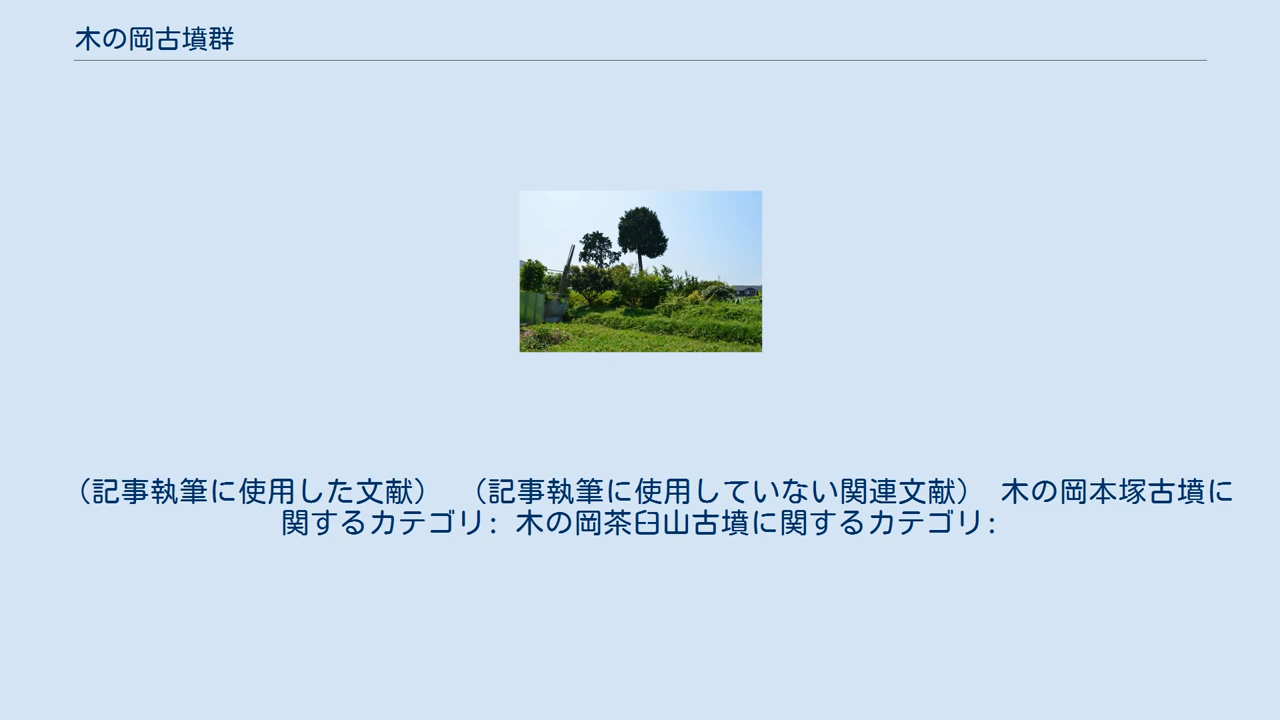 木の岡古墳群
（記事執筆に使用した文献） （記事執筆に使用していない関連文献） 木の岡本塚古墳に
関するカテゴリ: 木の岡茶臼山古墳に関するカテゴリ: